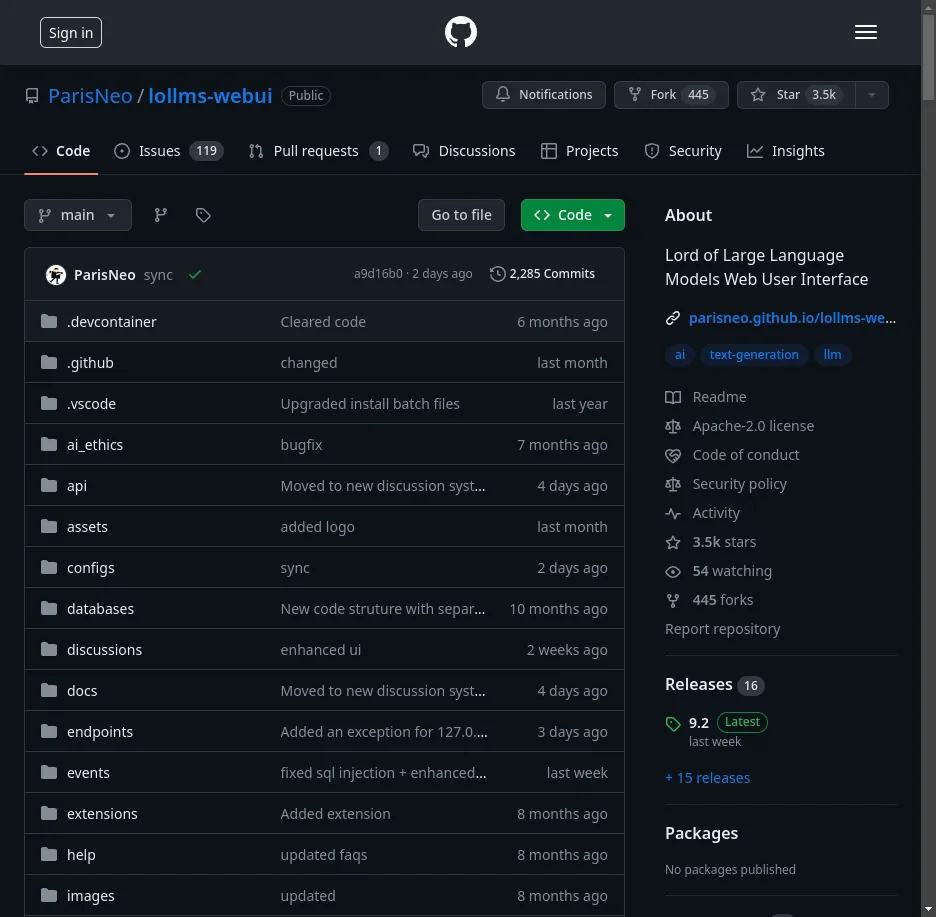 Sign in
ParisNeo / lollms-webui Public
Notifications Fork 445 Star 3.5k
Code Issues 119 Pull requests 1 Discussions Projects Security Insights
main Go to file Code
ParisNeo sync a9d16b0 · 2 days ago 2,285 Commits
.devcontainer Cleared code 6 months ago
.github changed last month
.vscode Upgraded install batch files last year
ai_ethics bugfix 7 months ago
api Moved to new discussion syst... 4 days ago
assets added logo last month
configs sync 2 days ago
databases New code struture with separ... 10 months ago
discussions enhanced ui 2 weeks ago
docs Moved to new discussion syst... 4 days ago
endpoints Added an exception for 127.0.... 3 days ago
events fixed sql injection + enhanced... last week
extensions Added extension 8 months ago
help updated faqs 8 months ago
images updated 8 months ago
About
Lord of Large Language
Models Web User Interface
parisneo.github.io/lollms-we...
ai text-generation llm
Readme
Apache-2.0 license
Code of conduct
Security policy
Activity
3.5k stars
54 watching
445 forks
Report repository
Releases 16
9.2 Latest
last week
+ 15 releases
Packages
No packages published